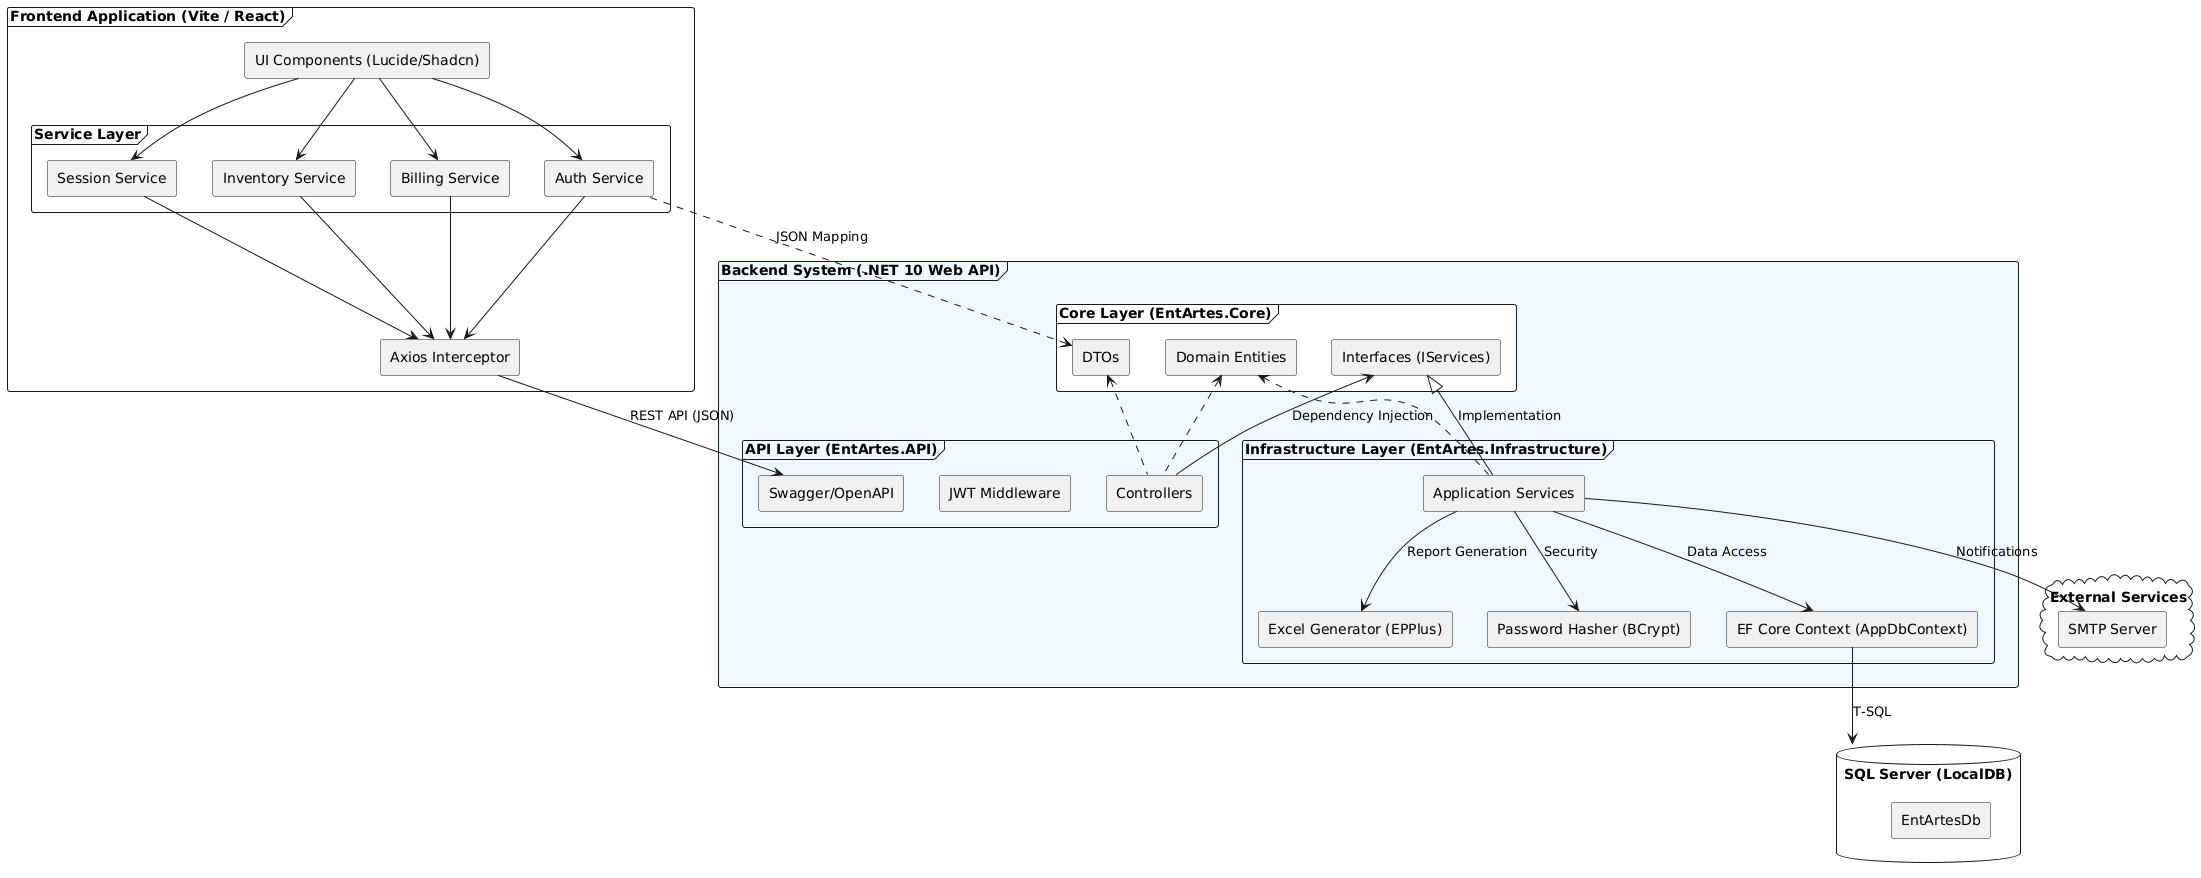 Frontend Application (Vite / React)
UI Components (Lucide/Shadcn)
Service Layer
Session Service
Inventory Service
Billing Service
Auth Service
JSON Mapping
Backend System (.NET 10 Web API)
Core Layer (EntArtes.Core)
Axios Interceptor
DTOs
Domain Entities
Interfaces (IServices)
REST API (JSON)
Dependency Injection
Implementation
API Layer (EntArtes.API)
Infrastructure Layer (EntArtes.Infrastructure)
Swagger/OpenAPI
JWT Middleware
Controllers
Application Services
Report Generation
Security
Data Access
Notifications
External Services
Excel Generator (EPPlus)
Password Hasher (BCrypt)
EF Core Context (AppDbContext)
SMTP Server
T-SQL
SQL Server (LocalDB)
EntArtesDb